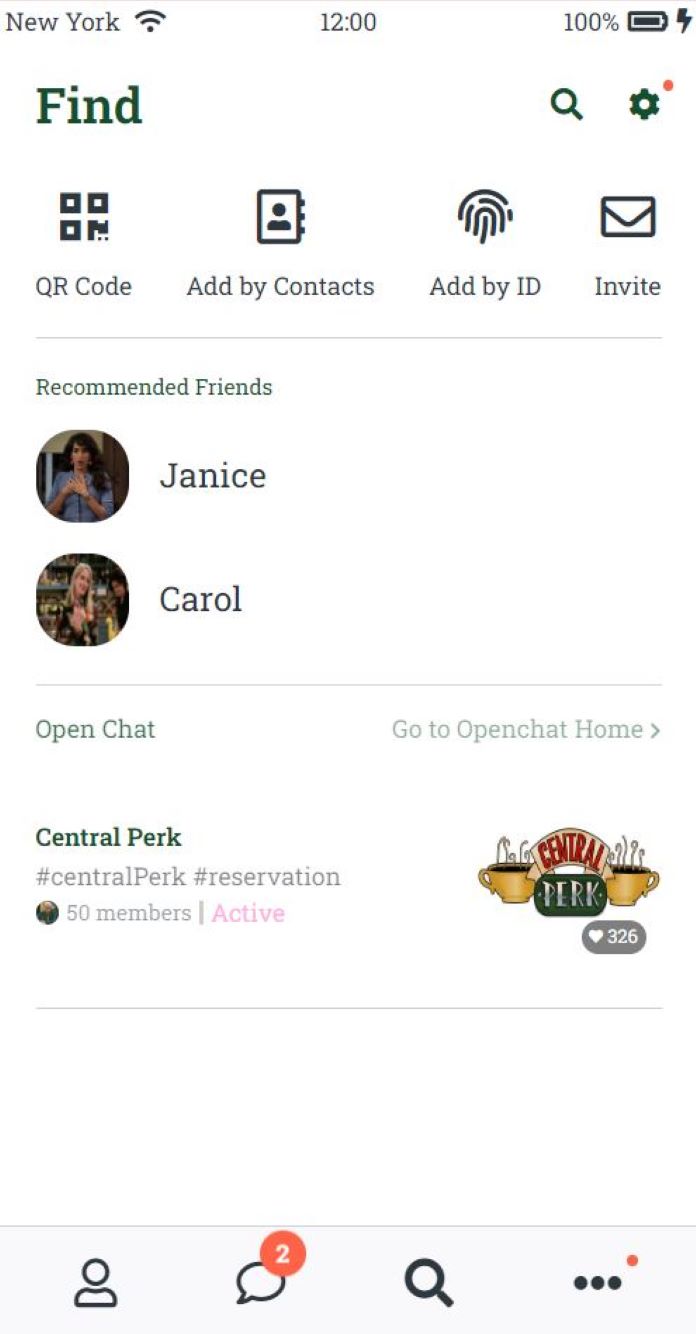 New York 12:00 100%
Find
QR Code Add by Contacts Add by ID Invite
Recommended Friends
Janice
Carol
Open Chat Go to Openchat Home >
Central Perk
#centralPerk #reservation
50 members | Active
CENTRAL
PERK
326
2